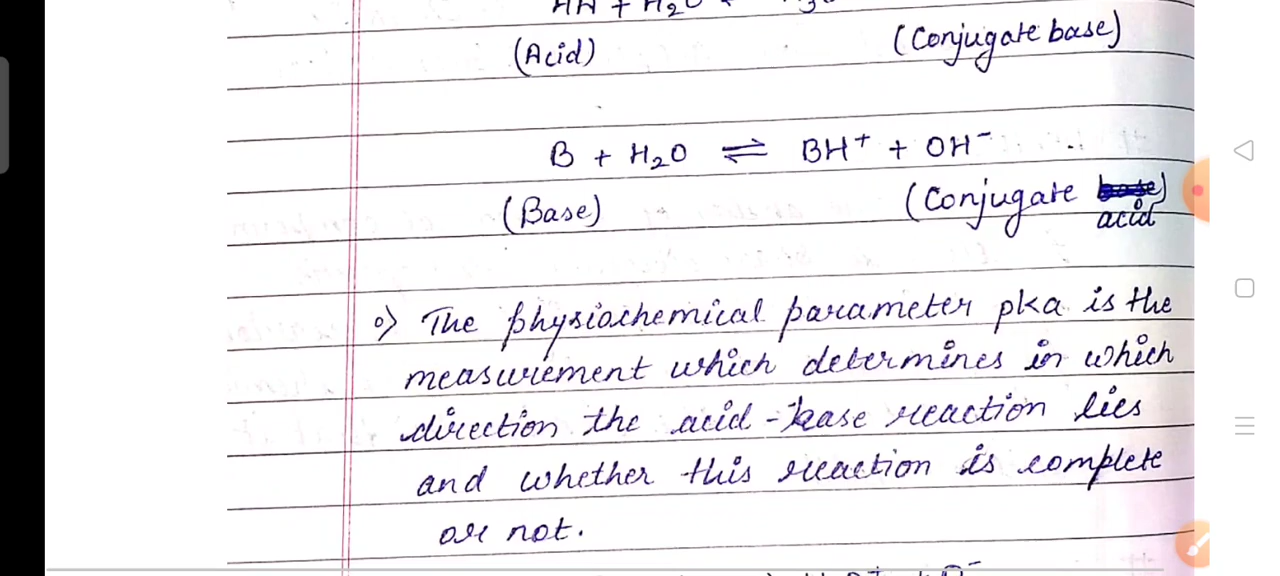 (Acid) (Conjugate base)
B + H₂O ⇌ BH⁺ + OH⁻
(Base) (Conjugate acid
o) The physiochemical parameter pka is the
measurement which determines in which
direction the acid-base reaction lies
and whether this reaction is complete
or not.